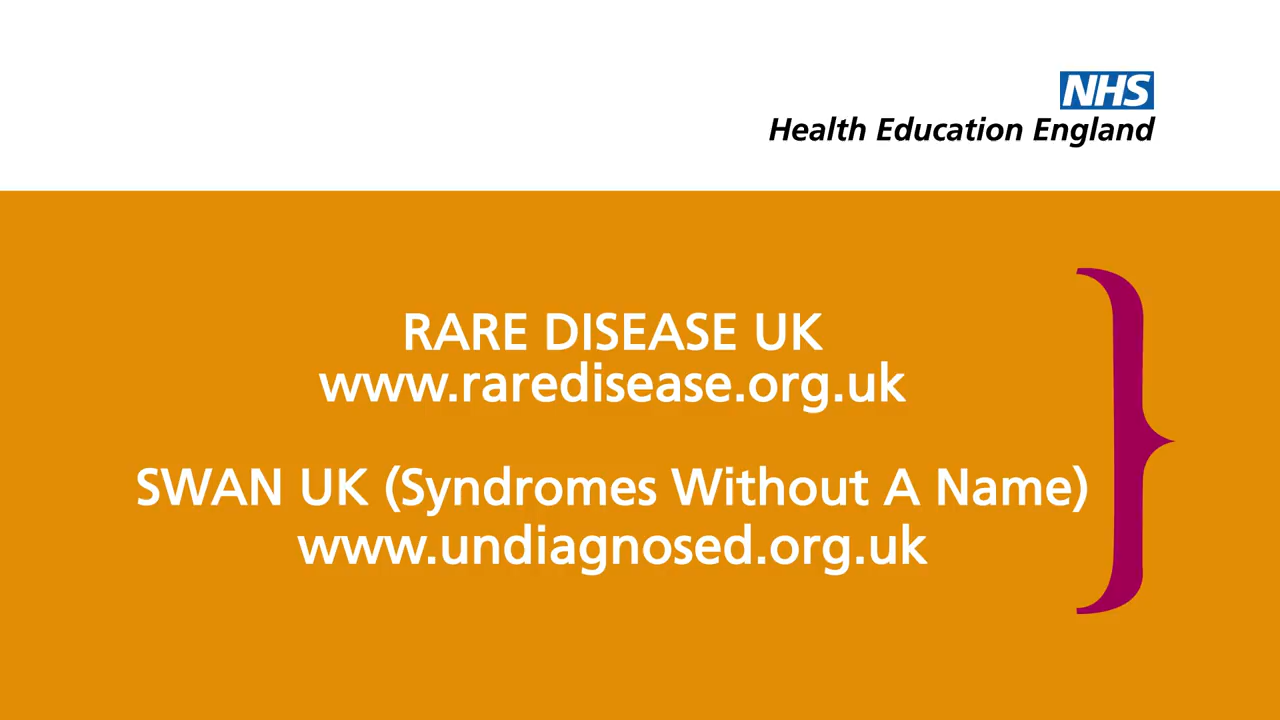 NHS
Health Education England
RARE DISEASE UK
www.raredisease.org.uk
SWAN UK (Syndromes Without A Name)
www.undiagnosed.org.uk